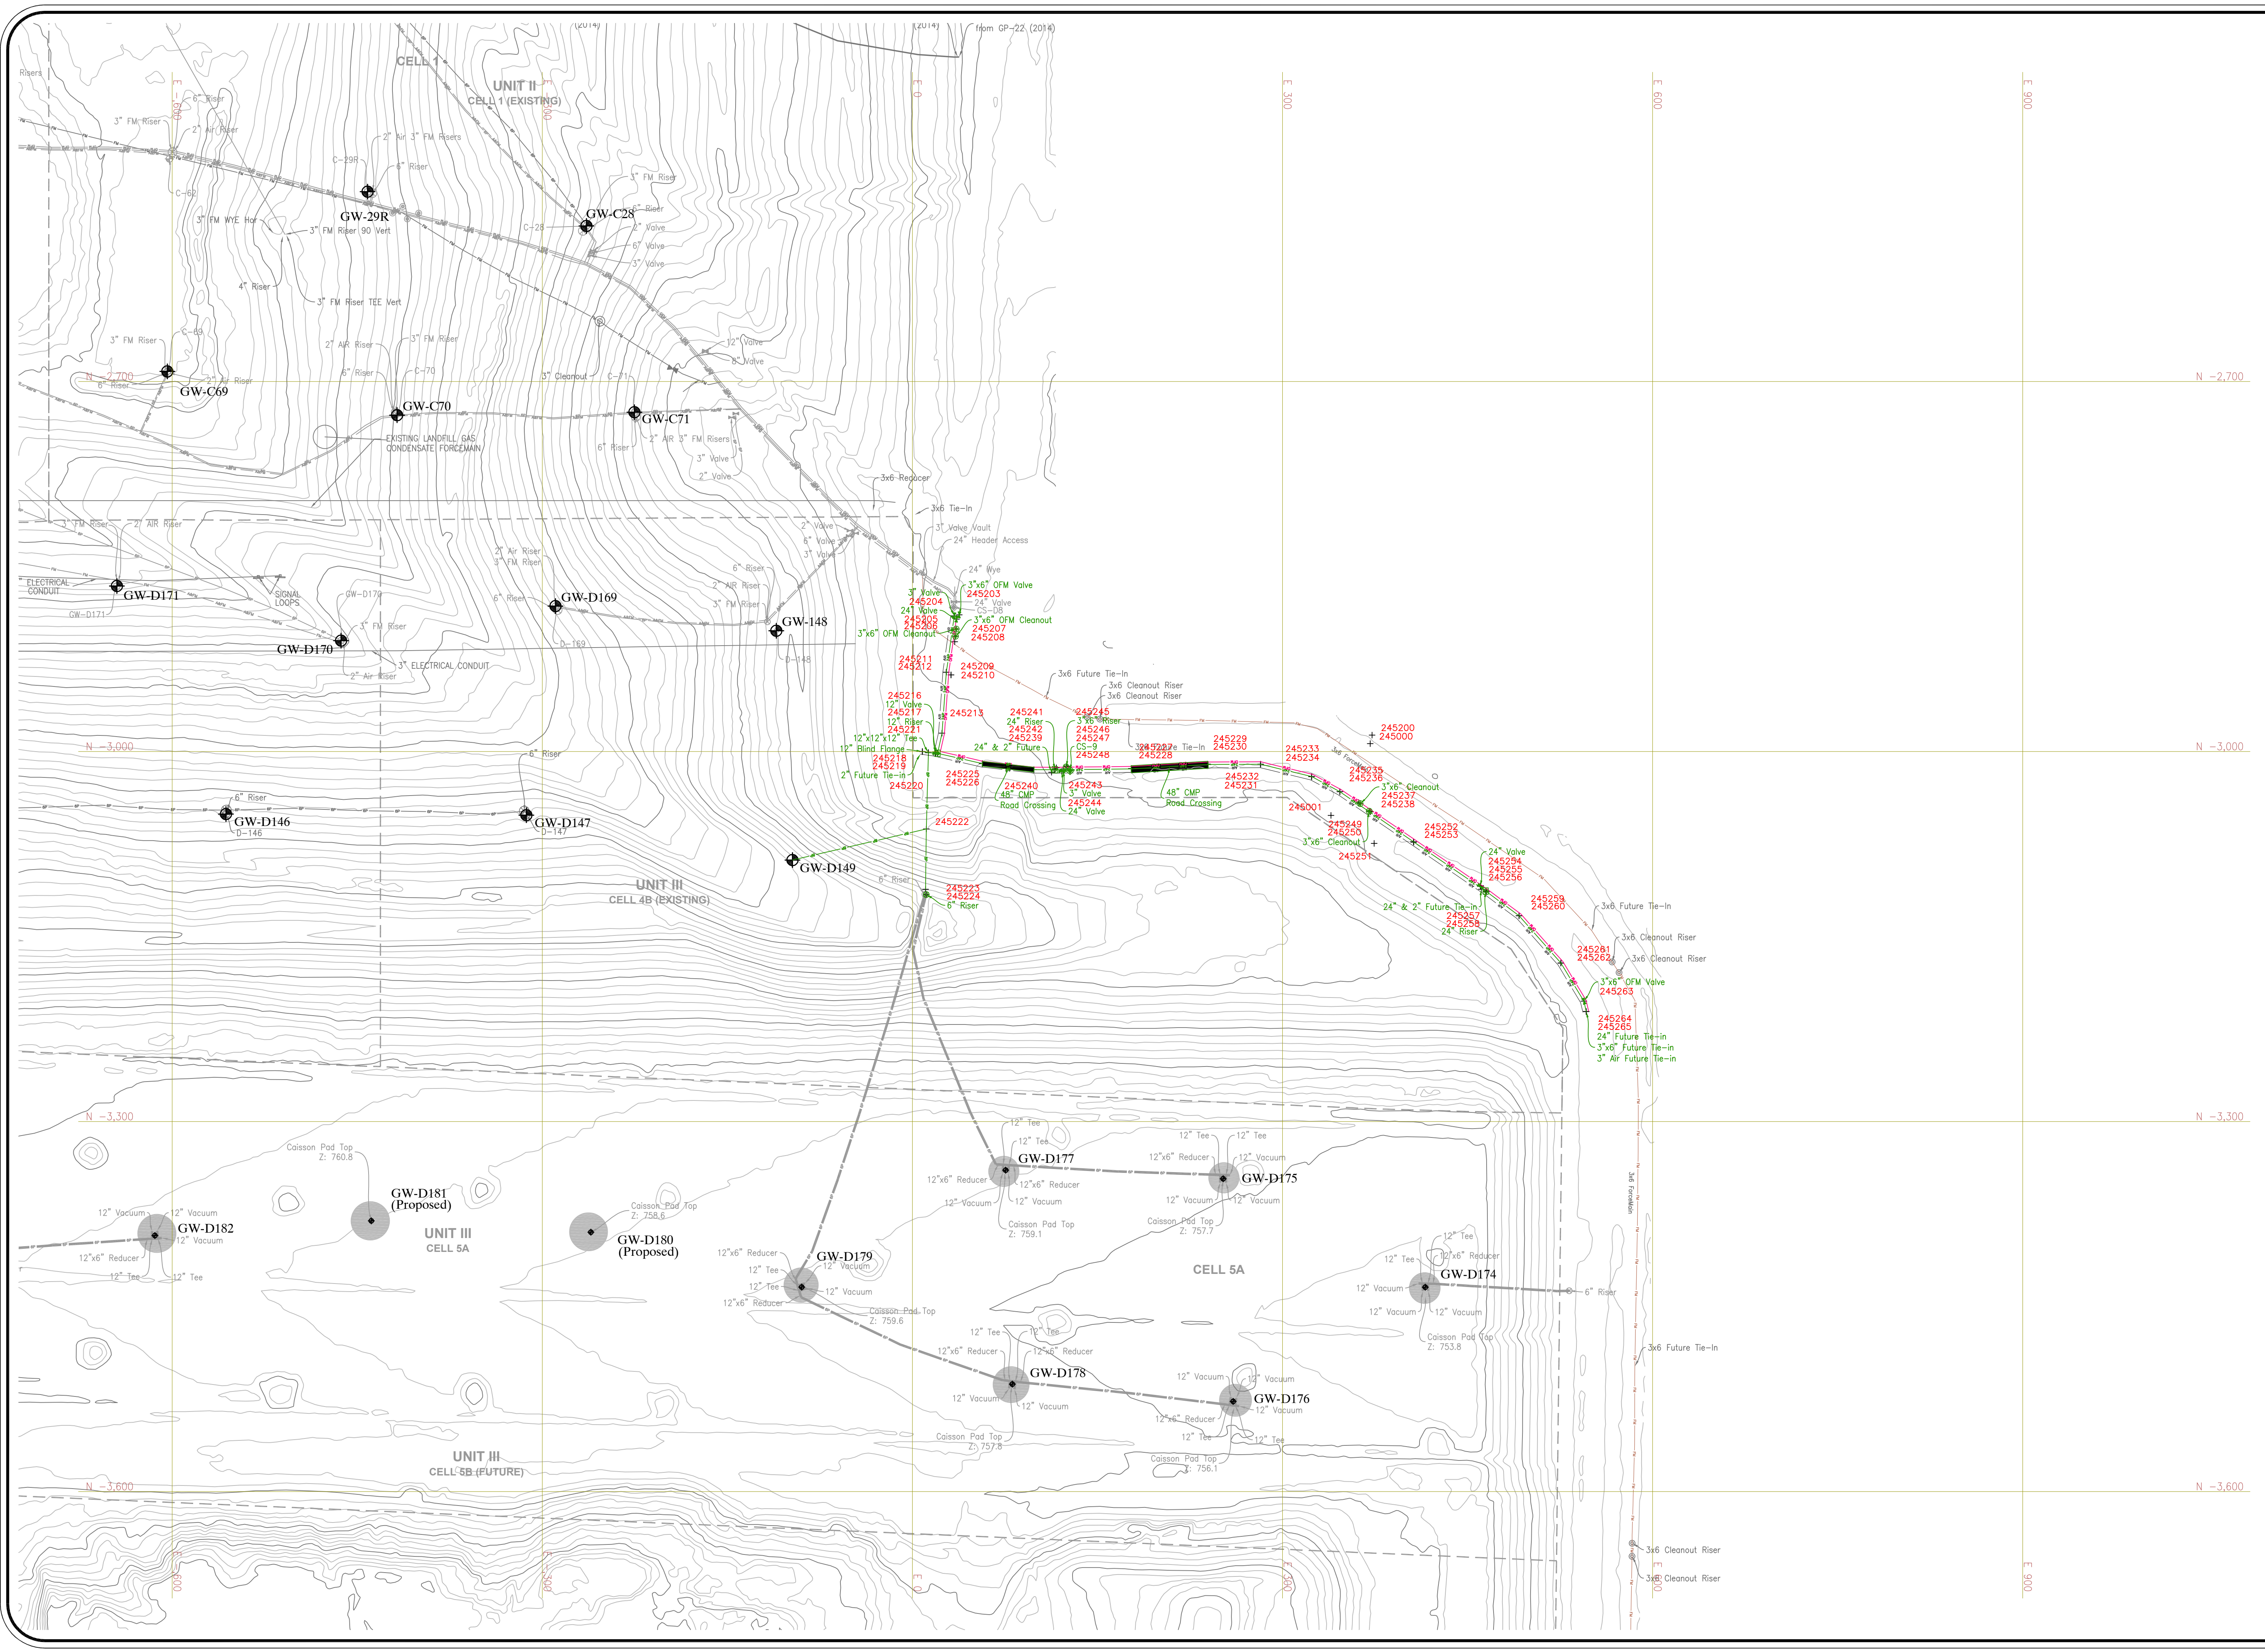 (2014)
(2014)
from GP-22 (2014)
CELL 1
UNIT II
CELL 1 (EXISTING)
Risers
E -600
E -300
E 0
E 300
E 600
E 900
6" Riser
3" FM Riser
2" Air Riser
C-62
2" Air 3" FM Risers
C-29R
6" Riser
GW-29R
3" FM WYE Hor
3" FM Riser 90 Vert
4" Riser
3" FM Riser TEE Vert
3" FM Riser
6" Riser
GW-C28
C-28
2" Valve
6" Valve
3" Valve
C-69
3" FM Riser
N -2,700
6" Riser
2" Air Riser
GW-C69
2" AIR Riser
3" FM Riser
6" Riser
C-70
GW-C70
EXISTING LANDFILL GAS
CONDENSATE FORCEMAIN
12" Valve
8" Valve
3" Cleanout
C-71
GW-C71
6" Riser
2" AIR 3" FM Risers
3" Valve
2" Valve
N -2,700
3x6 Reducer
3x6 Tie-In
3" Valve Vault
24" Header Access
2" Valve
6" Valve
3" Valve
3" FM Riser
2" AIR Riser
ELECTRICAL
CONDUIT
GW-D171
GW-D171
SIGNAL
LOOPS
GW-D170
3" FM Riser
GW-D170
2" Air Riser
3" ELECTRICAL CONDUIT
2" Air Riser
3" FM Riser
6" Riser
GW-D169
D-169
6" Riser
2" AIR Riser
3" FM Riser
GW-148
D-148
24" Wye
3"x6" OFM Valve
245203
3" Valve
245204
24" Valve
CS-D8
24" Valve
245205
245206
3"x6" OFM Cleanout
3"x6" OFM Cleanout
245207
245208
245211
245212
245209
245210
3x6 Future Tie-In
3x6 Cleanout Riser
3x6 Cleanout Riser
245216
12" Valve
245217
12" Riser
245221
245213
12"x12"x12" Tee
12" Blind Flange
245218
245219
2" Future Tie-in
245220
245241
24" Riser
245242
245239
24" & 2" Future
245245
3"x6" Riser
245246
245247
CS-9
245248
3x6 Future Tie-In
245227
245228
245229
245230
245233
245234
245200
245000
3x6 ForceMain
245225
245226
245240
48" CMP
Road Crossing
245243
3" Valve
245244
24" Valve
48" CMP
Road Crossing
245232
245231
245235
245236
3"x6" Cleanout
245237
245238
245001
245249
245250
3"x6" Cleanout
245251
245252
245253
24" Valve
245254
245255
245256
24" & 2" Future Tie-in
245257
245258
24" Riser
245259
245260
3x6 Future Tie-In
245261
245262
3x6 Cleanout Riser
3x6 Cleanout Riser
3"x6" OFM Valve
245263
245264
245265
24" Future Tie-in
3"x6" Future Tie-in
3" Air Future Tie-in
N -3,000
N -3,000
6" Riser
GW-D146
D-146
6" Riser
GW-D147
D-147
GW-D149
245222
6" Riser
245223
245224
6" Riser
UNIT III
CELL 4B (EXISTING)
N -3,300
N -3,300
Caisson Pad Top
Z: 760.8
GW-D181
(Proposed)
12" Vacuum
12" Vacuum
GW-D182
12" Vacuum
12"x6" Reducer
12" Tee
12" Tee
UNIT III
CELL 5A
Caisson Pad Top
Z: 758.6
GW-D180
(Proposed)
12"x6" Reducer
GW-D179
12" Tee
12" Vacuum
12" Tee
12" Vacuum
12"x6" Reducer
Caisson Pad Top
Z: 759.6
12" Tee
12" Tee
GW-D177
12"x6" Reducer
12"x6" Reducer
12" Vacuum
12" Vacuum
Caisson Pad Top
Z: 759.1
12" Tee
12" Tee
12"x6" Reducer
12" Vacuum
GW-D175
12" Vacuum
12" Vacuum
Caisson Pad Top
Z: 757.7
CELL 5A
3x6 ForceMain
12" Tee
12" Tee
12"x6" Reducer
GW-D174
12" Vacuum
12" Vacuum
12" Vacuum
6" Riser
Caisson Pad Top
Z: 753.8
3x6 Future Tie-In
12" Tee
12" Tee
12"x6" Reducer
12"x6" Reducer
GW-D178
12" Vacuum
12" Vacuum
Caisson Pad Top
Z: 757.8
12" Vacuum
12" Vacuum
GW-D176
12" Vacuum
12"x6" Reducer
12" Tee
12" Tee
Caisson Pad Top
Z: 756.1
UNIT III
CELL 5B (FUTURE)
N -3,600
N -3,600
3x6 Cleanout Riser
3x6 Cleanout Riser
E -600
E -300
E 0
E 300
E 600
E 900